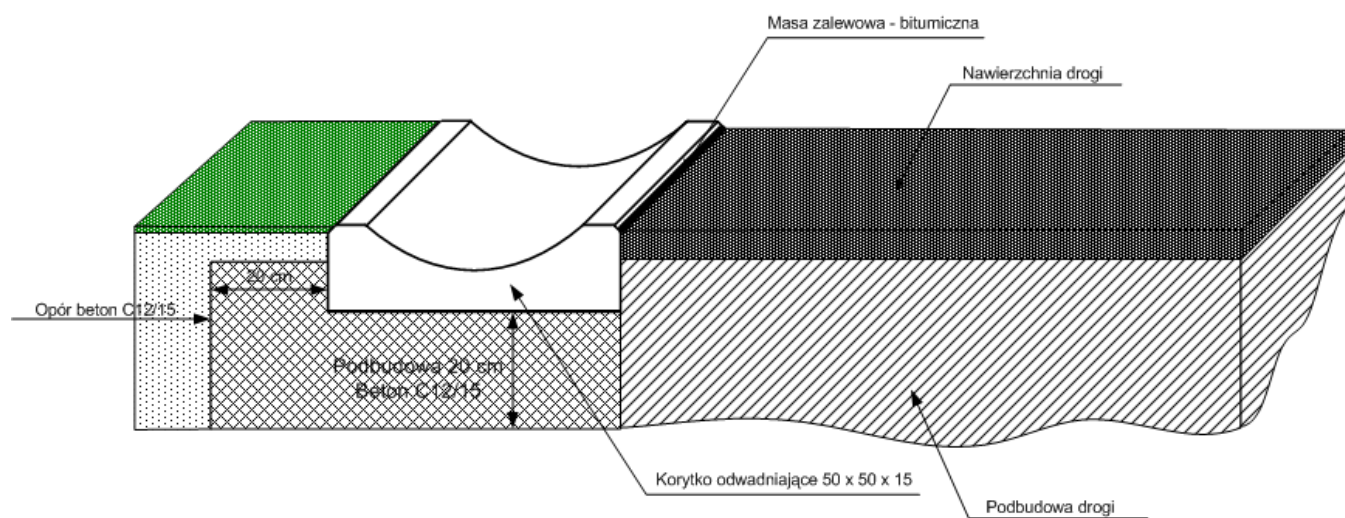 Masa zalewowa - bitumiczna
Nawierzchnia drogi
20 cm
Opór beton C12/15
Podbudowa 20 cm
Beton C12/15
Korytko odwadniające 50 x 50 x 15
Podbudowa drogi